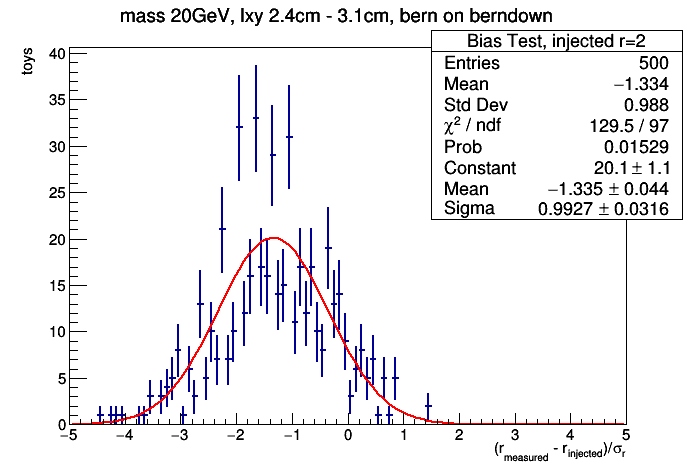 mass 20GeV, lxy 2.4cm - 3.1cm, bern on berndown
Bias Test, injected r=2
Entries 500
Mean −1.334
Std Dev 0.988
χ² / ndf 129.5 / 97
Prob 0.01529
Constant 20.1 ± 1.1
Mean −1.335 ± 0.044
Sigma 0.9927 ± 0.0316
toys
40
35
30
25
20
15
10
5
0
−5 −4 −3 −2 −1 0 1 2 3 4 5
(r_measured - r_injected)/σ_r